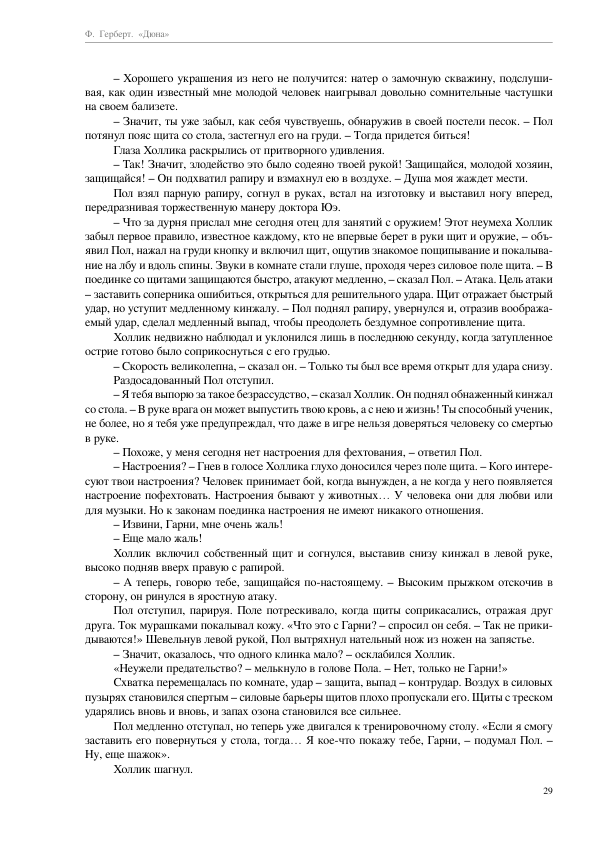 Ф. Герберт. «Дюна»
– Хорошего украшения из него не получится: натер о замочную скважину, подслуши-
вая, как один известный мне молодой человек наигрывал довольно сомнительные частушки
на своем бализете.
– Значит, ты уже забыл, как себя чувствуешь, обнаружив в своей постели песок. – Пол
потянул пояс щита со стола, застегнул его на груди. – Тогда придется биться!
Глаза Холлика раскрылись от притворного удивления.
– Так! Значит, злодейство это было содеяно твоей рукой! Защищайся, молодой хозяин,
защищайся! – Он подхватил рапиру и взмахнул ею в воздухе. – Душа моя жаждет мести.
Пол взял парную рапиру, согнул в руках, встал на изготовку и выставил ногу вперед,
передразнивая торжественную манеру доктора Юэ.
– Что за дурня прислал мне сегодня отец для занятий с оружием! Этот неумеха Холлик
забыл первое правило, известное каждому, кто не впервые берет в руки щит и оружие, – объ-
явил Пол, нажал на груди кнопку и включил щит, ощутив знакомое пощипывание и покалыва-
ние на лбу и вдоль спины. Звуки в комнате стали глуше, проходя через силовое поле щита. – В
поединке со щитами защищаются быстро, атакуют медленно, – сказал Пол. – Атака. Цель атаки
– заставить соперника ошибиться, открыться для решительного удара. Щит отражает быстрый
удар, но уступит медленному кинжалу. – Пол поднял рапиру, увернулся и, отразив вообража-
емый удар, сделал медленный выпад, чтобы преодолеть бездумное сопротивление щита.
Холлик недвижно наблюдал и уклонился лишь в последнюю секунду, когда затупленное
острие готово было соприкоснуться с его грудью.
– Скорость великолепна, – сказал он. – Только ты был все время открыт для удара снизу.
Раздосадованный Пол отступил.
– Я тебя выпорю за такое безрассудство, – сказал Холлик. Он поднял обнаженный кинжал
со стола. – В руке врага он может выпустить твою кровь, а с нею и жизнь! Ты способный ученик,
не более, но я тебя уже предупреждал, что даже в игре нельзя доверяться человеку со смертью
в руке.
– Похоже, у меня сегодня нет настроения для фехтования, – ответил Пол.
– Настроения? – Гнев в голосе Холлика глухо доносился через поле щита. – Кого интере-
суют твои настроения? Человек принимает бой, когда вынужден, а не когда у него появляется
настроение пофехтовать. Настроения бывают у животных… У человека они для любви или
для музыки. Но к законам поединка настроения не имеют никакого отношения.
– Извини, Гарни, мне очень жаль!
– Еще мало жаль!
Холлик включил собственный щит и согнулся, выставив снизу кинжал в левой руке,
высоко подняв вверх правую с рапирой.
– А теперь, говорю тебе, защищайся по-настоящему. – Высоким прыжком отскочив в
сторону, он ринулся в яростную атаку.
Пол отступил, парируя. Поле потрескивало, когда щиты соприкасались, отражая друг
друга. Ток мурашками покалывал кожу. «Что это с Гарни? – спросил он себя. – Так не прики-
дываются!» Шевельнув левой рукой, Пол вытряхнул нательный нож из ножен на запястье.
– Значит, оказалось, что одного клинка мало? – осклабился Холлик.
«Неужели предательство? – мелькнуло в голове Пола. – Нет, только не Гарни!»
Схватка перемещалась по комнате, удар – защита, выпад – контрудар. Воздух в силовых
пузырях становился спертым – силовые барьеры щитов плохо пропускали его. Щиты с треском
ударялись вновь и вновь, и запах озона становился все сильнее.
Пол медленно отступал, но теперь уже двигался к тренировочному столу. «Если я смогу
заставить его повернуться у стола, тогда… Я кое-что покажу тебе, Гарни, – подумал Пол. –
Ну, еще шажок».
Холлик шагнул.
29